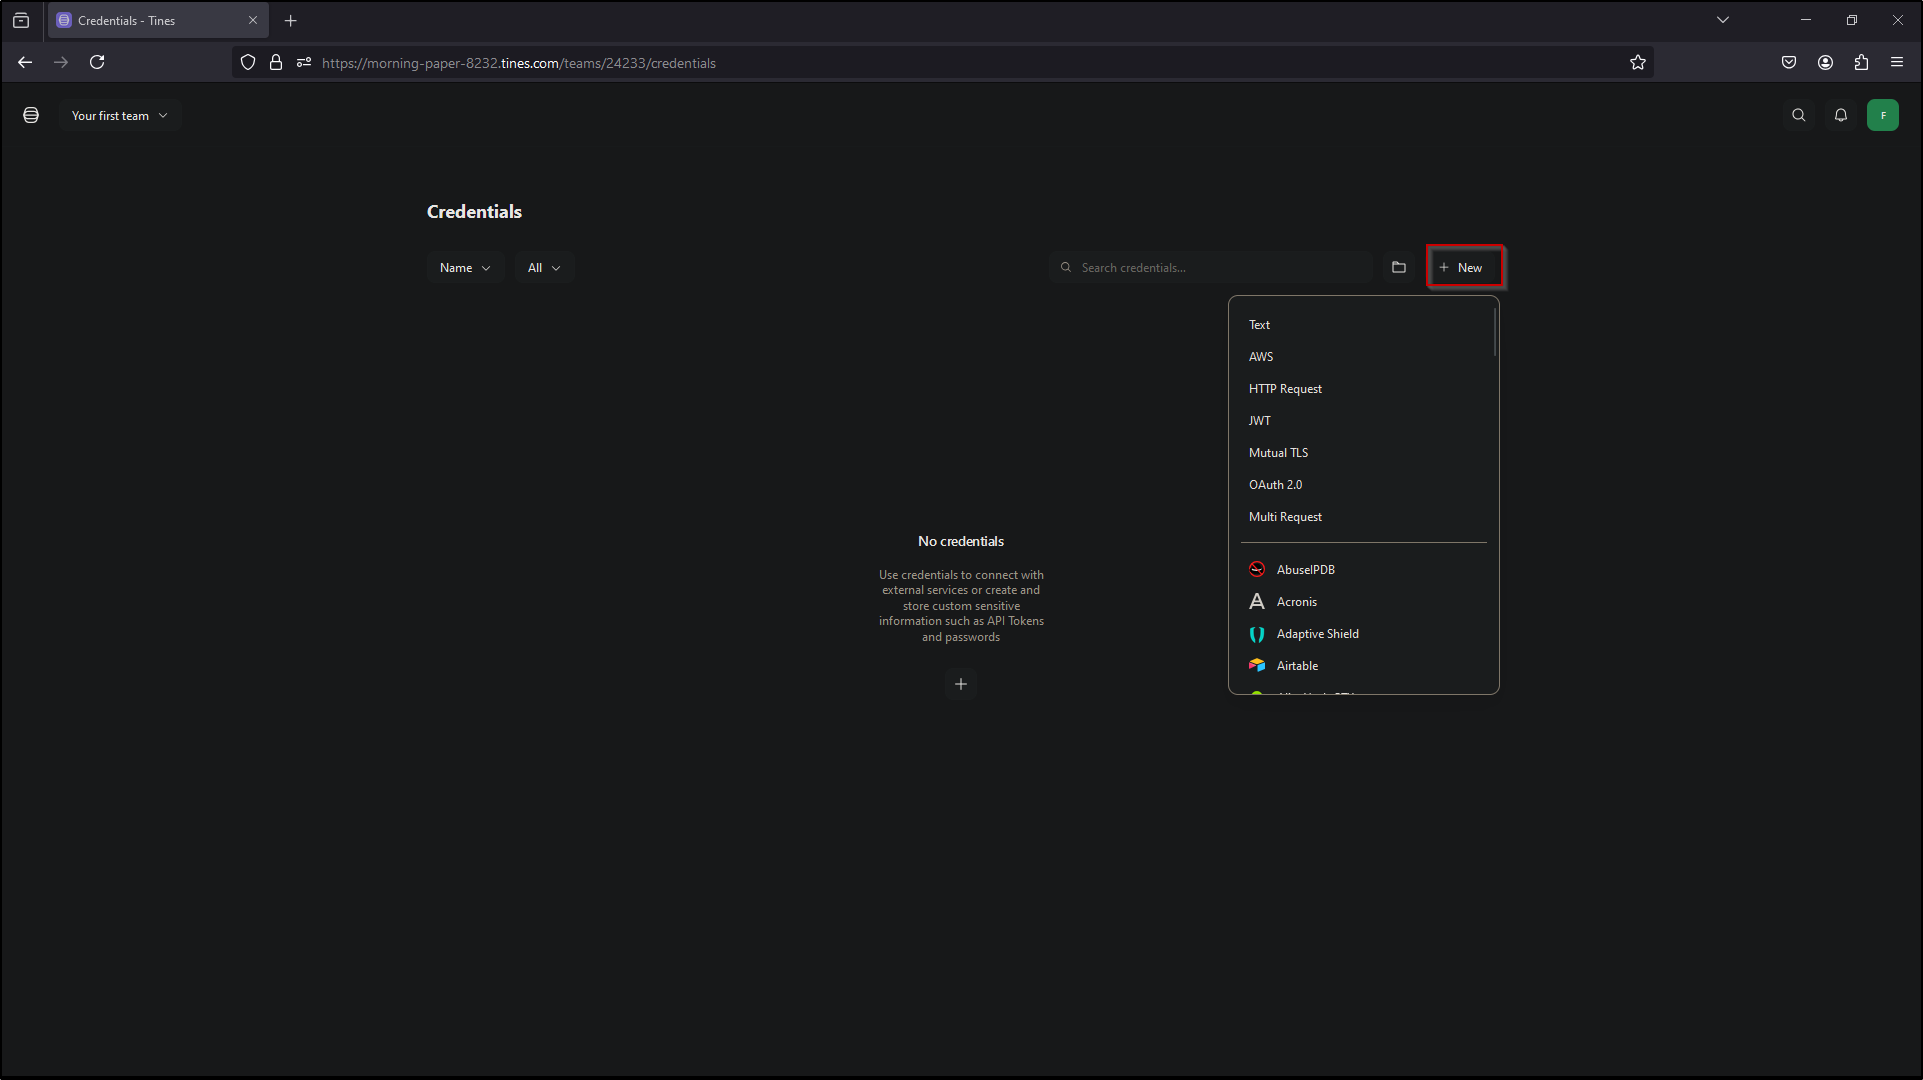 Credentials - Tines
https://morning-paper-8232.tines.com/teams/24233/credentials
Your first team
F
Credentials
Name
All
Search credentials...
New
Text
AWS
HTTP Request
JWT
Mutual TLS
OAuth 2.0
Multi Request
AbuseIPDB
Acronis
Adaptive Shield
Airtable
No credentials
Use credentials to connect with
external services or create and
store custom sensitive
information such as API Tokens
and passwords